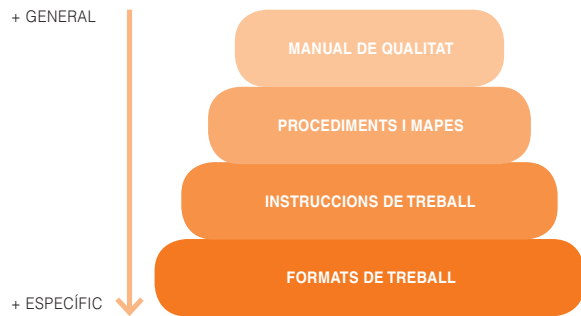 + GENERAL
MANUAL DE QUALITAT
PROCEDIMENTS I MAPES
INSTRUCCIONS DE TREBALL
FORMATS DE TREBALL
+ ESPECÍFIC